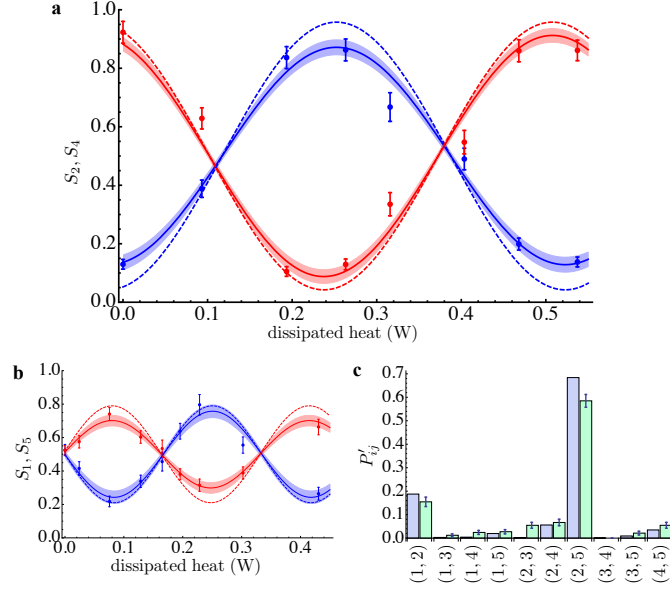 a
S₂, S₄
1.0
0.8
0.6
0.4
0.2
0.0
0.0 0.1 0.2 0.3 0.4 0.5
dissipated heat (W)
b
S₁, S₅
1.0
0.8
0.6
0.4
0.2
0.0
0.0 0.1 0.2 0.3 0.4
dissipated heat (W)
c
P′ᵢⱼ
0.7
0.6
0.5
0.4
0.3
0.2
0.1
0.0
(1, 2) (1, 3) (1, 4) (1, 5) (2, 3) (2, 4) (2, 5) (3, 4) (3, 5) (4, 5)